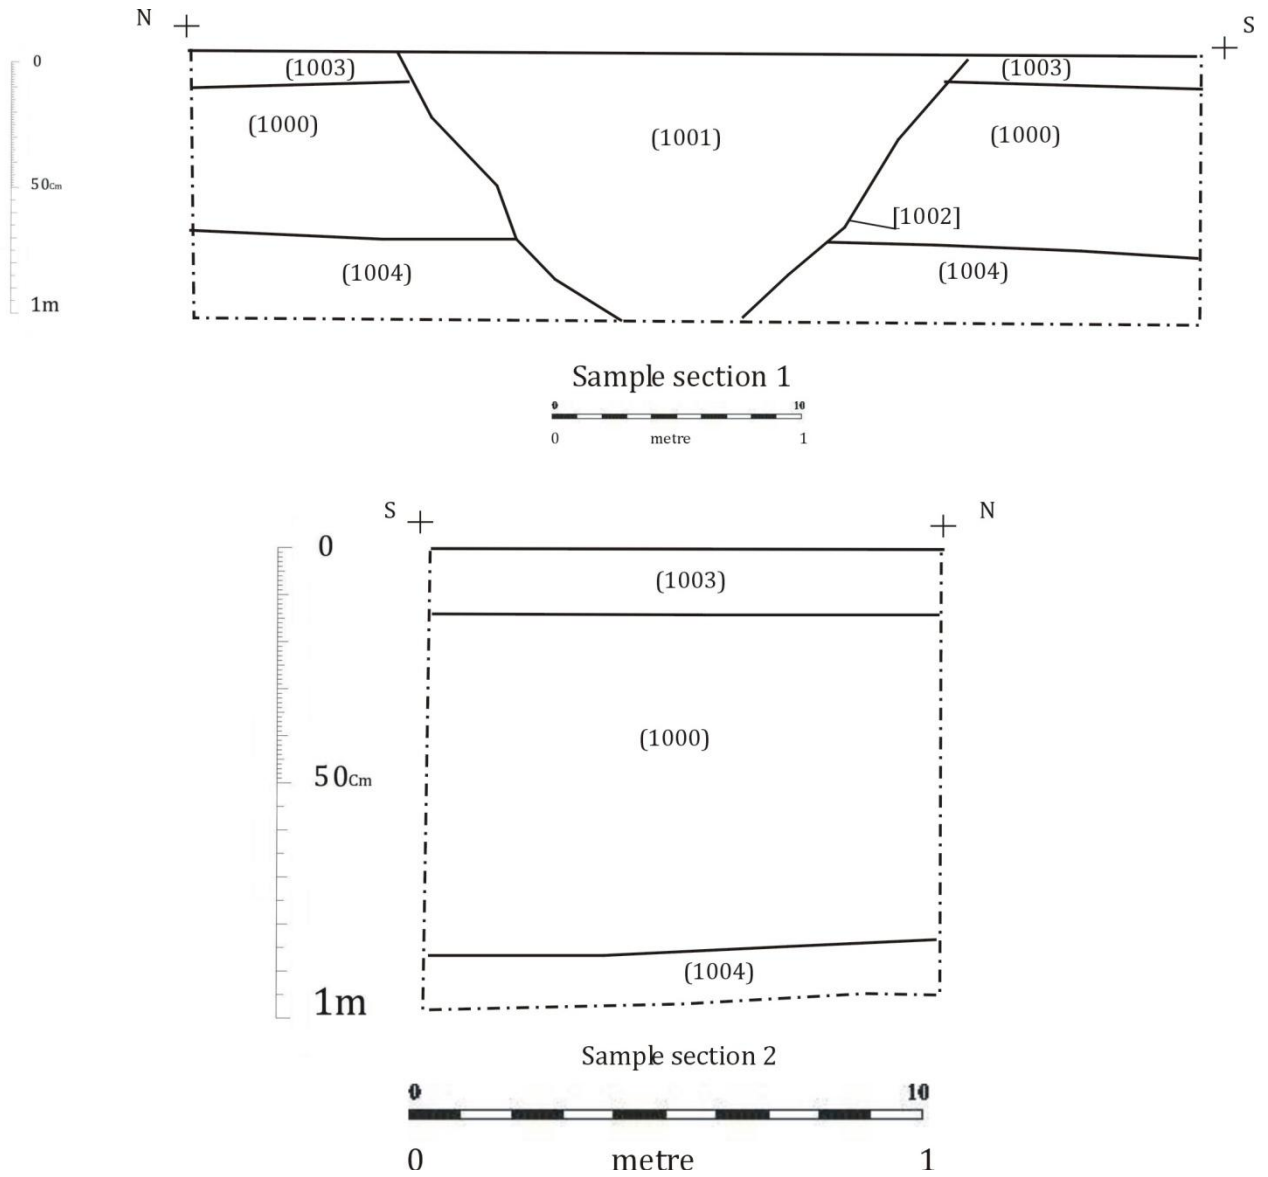 N
S
0
(1003)
(1003)
(1000)
(1001)
(1000)
50Cm
[1002]
(1004)
(1004)
1m
Sample section 1
0 10
0 metre 1
S
N
0
(1003)
(1000)
50Cm
(1004)
1m
Sample section 2
0 10
0 metre 1